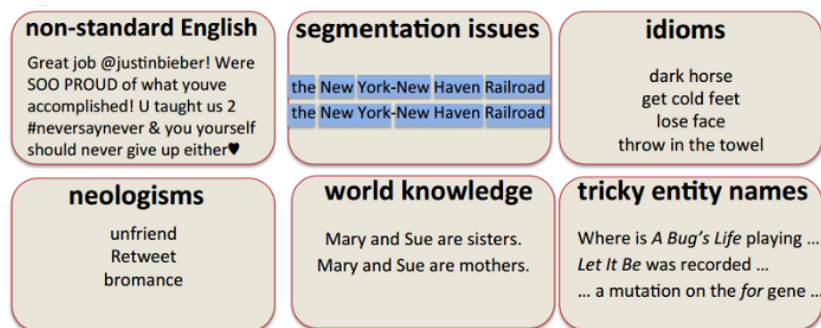 non-standard English
Great job @justinbieber! Were
SOO PROUD of what youve
accomplished! U taught us 2
#neversaynever & you yourself
should never give up either♥
segmentation issues
the New York-New Haven Railroad
the New York-New Haven Railroad
idioms
dark horse
get cold feet
lose face
throw in the towel
neologisms
unfriend
Retweet
bromance
world knowledge
Mary and Sue are sisters.
Mary and Sue are mothers.
tricky entity names
Where is A Bug's Life playing …
Let It Be was recorded …
… a mutation on the for gene …